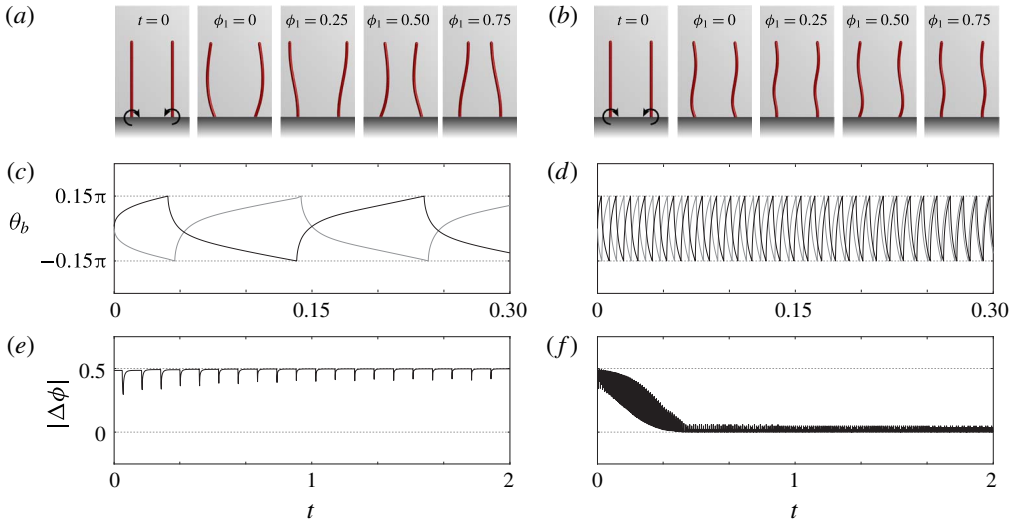 (a) t = 0 ϕ₁ = 0 ϕ₁ = 0.25 ϕ₁ = 0.50 ϕ₁ = 0.75
(b) t = 0 ϕ₁ = 0 ϕ₁ = 0.25 ϕ₁ = 0.50 ϕ₁ = 0.75
(c)
0.15π
θ_b
−0.15π
0 0.15 0.30
(d)
0 0.15 0.30
(e)
0.5
|Δϕ|
0
0 1 2
t
(f)
0 1 2
t